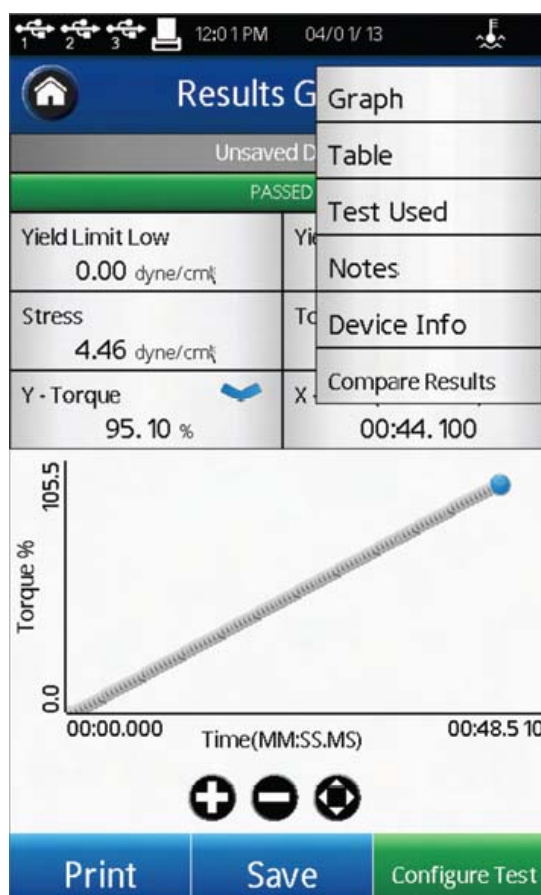 1 2 3 12:01 PM 04/01/13
Results G
Unsaved D
PASSED
Graph
Table
Test Used
Notes
Device Info
Compare Results
Yield Limit Low
Yie
0.00 dyne/cm
Stress
To
4.46 dyne/cm
Y - Torque
X -
95.10 %
00:44.100
105.5
Torque %
0.0
00:00.000
Time(MM:SS.MS)
00:48.510
Print
Save
Configure Test